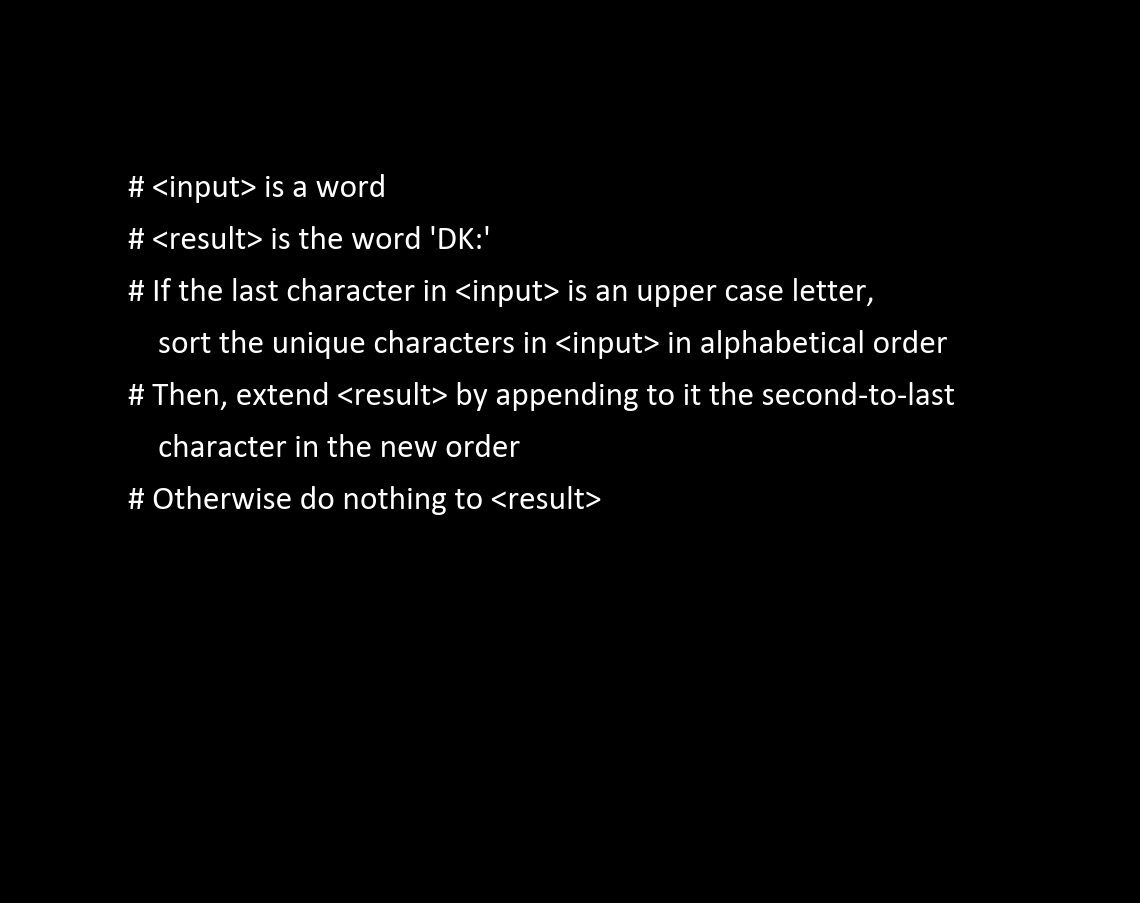 # <input> is a word
# <result> is the word 'DK:'
# If the last character in <input> is an upper case letter,
sort the unique characters in <input> in alphabetical order
# Then, extend <result> by appending to it the second-to-last
character in the new order
# Otherwise do nothing to <result>